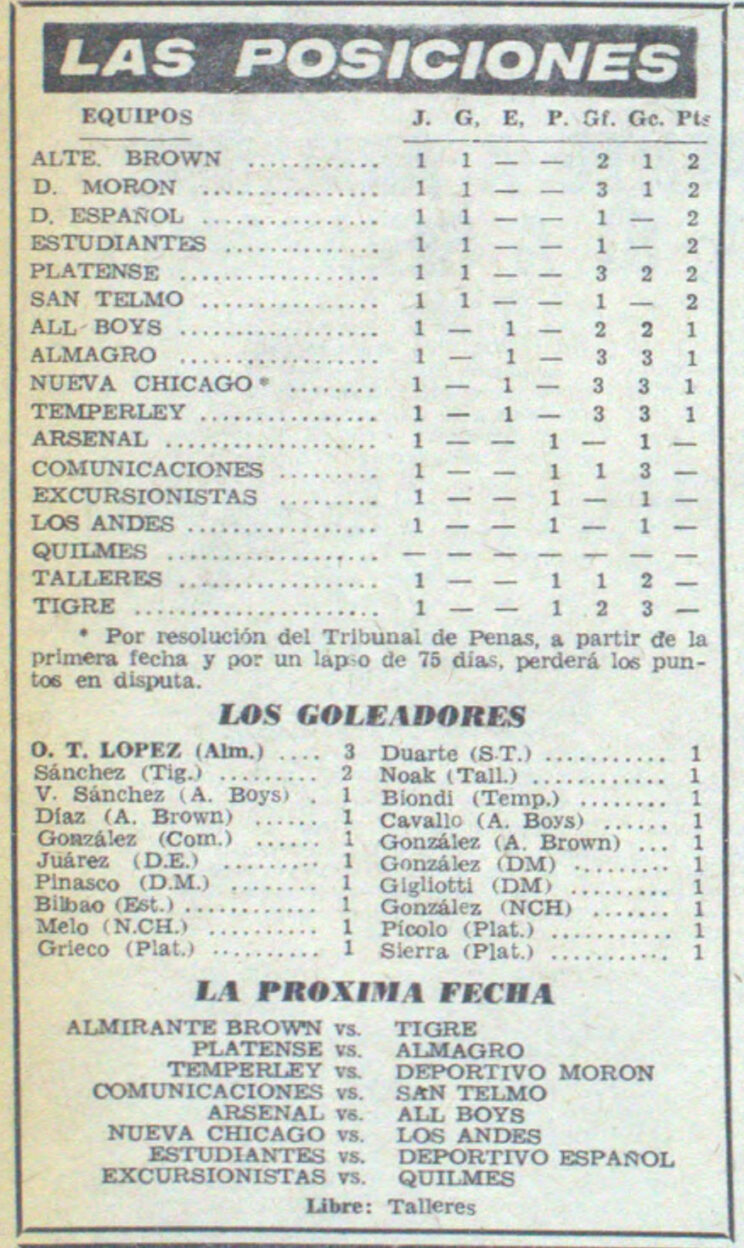 LAS POSICIONES
EQUIPOS J. G, E, P. Gf. Gc. Pts
ALTE. BROWN ............ 1 1 — — 2 1 2
D. MORON ................ 1 1 — — 3 1 2
D. ESPAÑOL ................ 1 1 — — 1 — 2
ESTUDIANTES .............. 1 1 — — 1 — 2
PLATENSE .................. 1 1 — — 3 2 2
SAN TELMO ................ 1 1 — — 1 — 2
ALL BOYS .................. 1 — 1 — 2 2 1
ALMAGRO .................. 1 — 1 — 3 3 1
NUEVA CHICAGO * ........ 1 — 1 — 3 3 1
TEMPERLEY ................ 1 — 1 — 3 3 1
ARSENAL .................. 1 — — 1 — 1 —
COMUNICACIONES ......... 1 — — 1 1 3 —
EXCURSIONISTAS ......... 1 — — 1 — 1 —
LOS ANDES ................ 1 — — 1 — 1 —
QUILMES .................. — — — — — — —
TALLERES ................ 1 — — 1 1 2 —
TIGRE .................... 1 — — 1 2 3 —
* Por resolución del Tribunal de Penas, a partir de la
primera fecha y por un lapso de 75 días, perderá los pun-
tos en disputa.
LOS GOLEADORES
O. T. LOPEZ (Alm.) .... 3
Sánchez (Tig.) ......... 2
V. Sánchez (A. Boys) . 1
Díaz (A. Brown) ...... 1
González (Com.) ...... 1
Juárez (D.E.) ......... 1
Pinasco (D.M.) ........ 1
Bilbao (Est.) ............ 1
Melo (N.CH.) .......... 1
Grieco (Plat.) .......... 1
Duarte (S.T.) ........... 1
Noak (Tall.) ............ 1
Biondi (Temp.) ........ 1
Cavallo (A. Boys) ...... 1
González (A. Brown) ... 1
González (DM) ......... 1
Gigliotti (DM) .......... 1
González (NCH) ....... 1
Pícolo (Plat.) ........... 1
Sierra (Plat.) ........... 1
LA PROXIMA FECHA
ALMIRANTE BROWN vs. TIGRE
PLATENSE vs. ALMAGRO
TEMPERLEY vs. DEPORTIVO MORON
COMUNICACIONES vs. SAN TELMO
ARSENAL vs. ALL BOYS
NUEVA CHICAGO vs. LOS ANDES
ESTUDIANTES vs. DEPORTIVO ESPAÑOL
EXCURSIONISTAS vs. QUILMES
Libre: Talleres